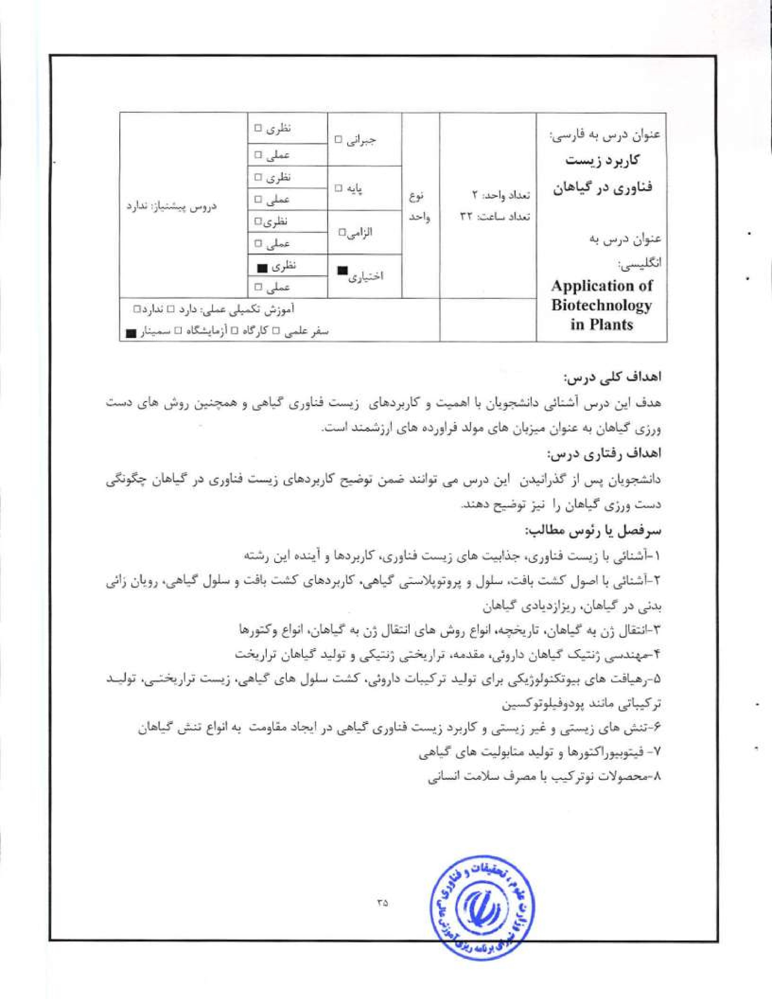 عنوان درس به فارسی:
کاربرد زیست
فناوری در گیاهان
عنوان درس به
انگلیسی:
Application of
Biotechnology
in Plants
تعداد واحد: ۲
تعداد ساعت: ۳۲
نوع
واحد
جبرانی □
نظری □
عملی □
پایه □
نظری □
عملی □
الزامی□
نظری□
عملی □
اختیاری■
نظری ■
عملی □
دروس پیشنیاز: ندارد
آموزش تکمیلی عملی: دارد □ ندارد□
سفر علمی □ کارگاه □ آزمایشگاه □ سمینار ■
اهداف کلی درس:
هدف این درس آشنائی دانشجویان با اهمیت و کاربردهای زیست فناوری گیاهی و همچنین روش های دست
ورزی گیاهان به عنوان میزبان های مولد فراورده های ارزشمند است.
اهداف رفتاری درس:
دانشجویان پس از گذرانیدن این درس می توانند ضمن توضیح کاربردهای زیست فناوری در گیاهان چگونگی
دست ورزی گیاهان را نیز توضیح دهند.
سرفصل یا رئوس مطالب:
۱-آشنائی با زیست فناوری، جذابیت های زیست فناوری، کاربردها و آینده این رشته
۲-آشنائی با اصول کشت بافت، سلول و پروتوپلاستی گیاهی، کاربردهای کشت بافت و سلول گیاهی، رویان زائی
بدنی در گیاهان، ریزازدیادی گیاهان
۳-انتقال ژن به گیاهان، تاریخچه، انواع روش های انتقال ژن به گیاهان، انواع وکتورها
۴-مهندسی ژنتیک گیاهان داروئی، مقدمه، تراریختی ژنتیکی و تولید گیاهان تراریخت
۵-رهیافت های بیوتکنولوژیکی برای تولید ترکیبات داروئی، کشت سلول های گیاهی، زیست تراریختی، تولید
ترکیباتی مانند پودوفیلوتوکسین
۶-تنش های زیستی و غیر زیستی و کاربرد زیست فناوری گیاهی در ایجاد مقاومت به انواع تنش گیاهان
۷- فیتوبیوراکتورها و تولید متابولیت های گیاهی
۸-محصولات نوترکیب با مصرف سلامت انسانی
۳۵
وزارت علوم، تحقیقات و فناوری
شورای برنامه ریزی آموزش عالی